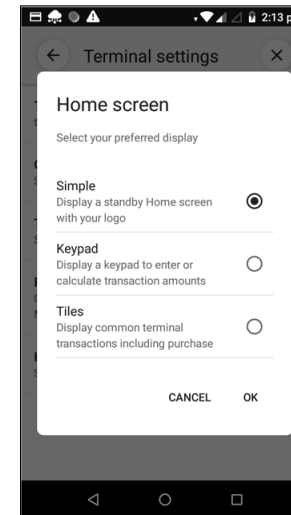 2:13 p
Terminal settings
Home screen
Select your preferred display
Simple
Display a standby Home screen
with your logo
Keypad
Display a keypad to enter or
calculate transaction amounts
Tiles
Display common terminal
transactions including purchase
CANCEL
OK